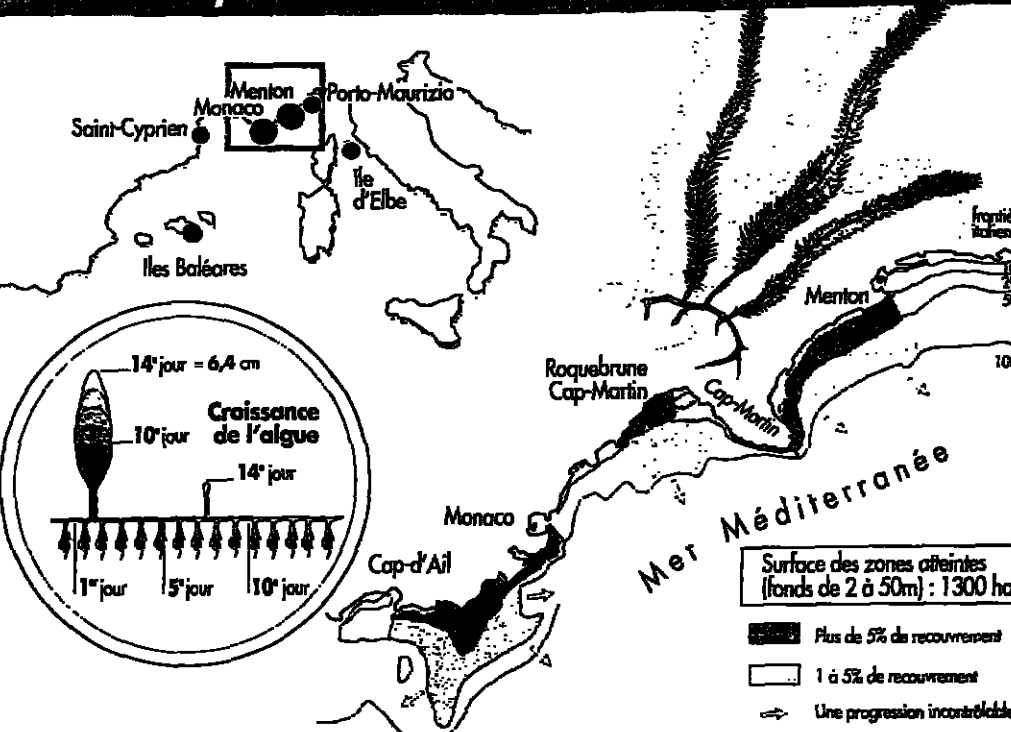 Menton
Porto-Maurizio
Monaco
Saint-Cyprien
Île
d'Elbe
Iles Baléares
14e jour = 6,4 cm
Croissance
de l'algue
10e jour
14e jour
1er jour
5e jour
10e jour
Menton
Roquebrune
Cap-Martin
Cap-Martin
Monaco
Cap-d'Ail
Mer Méditerranée
Surface des zones atteintes
(fonds de 2 à 50m) : 1300 ha
Plus de 5% de recouvrement
1 à 5% de recouvrement
Une progression incontrôlable